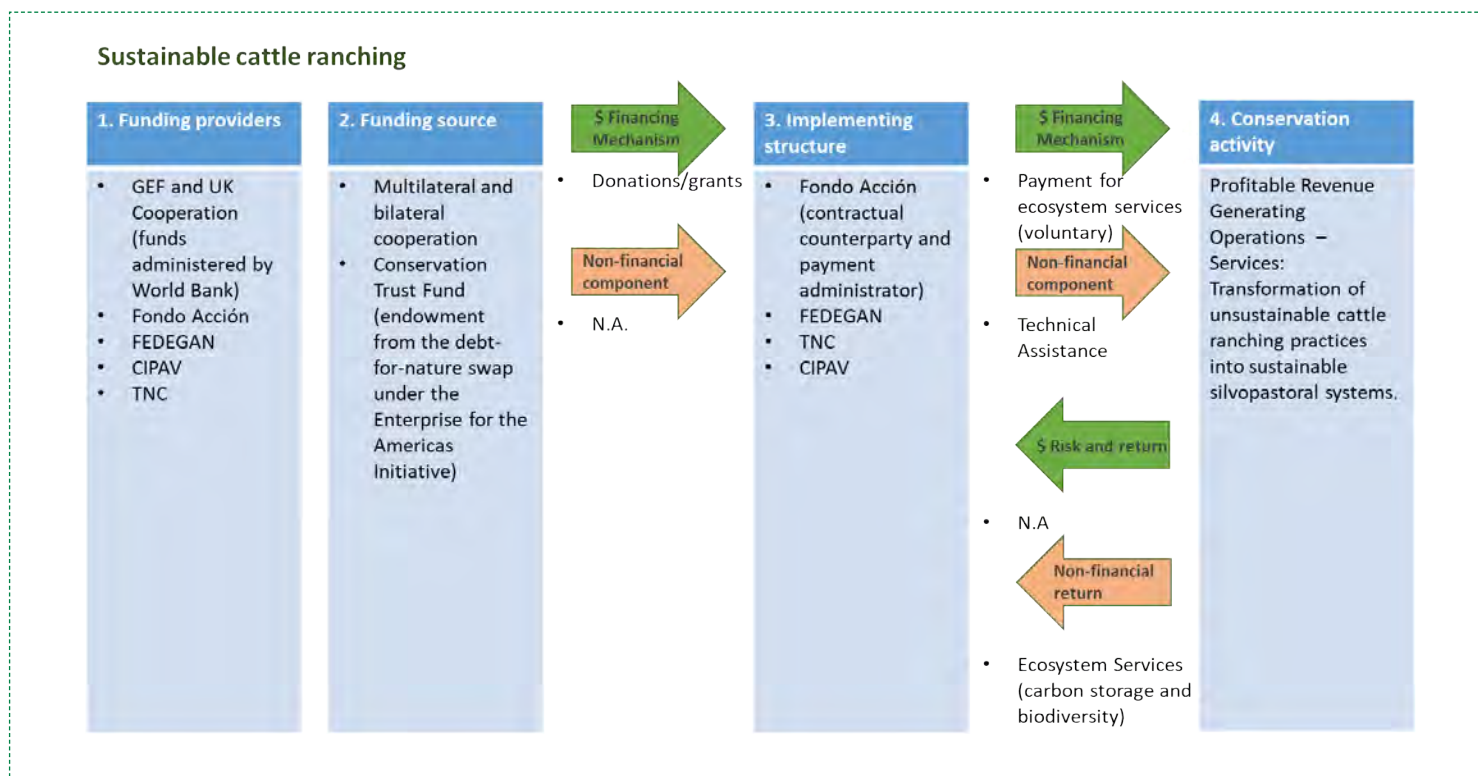 Sustainable cattle ranching
1. Funding providers
• GEF and UK
Cooperation
(funds
administered by
World Bank)
• Fondo Acción
• FEDEGAN
• CIPAV
• TNC
2. Funding source
• Multilateral and
bilateral
cooperation
• Conservation
Trust Fund
(endowment
from the debt-
for-nature swap
under the
Enterprise for the
Americas
Initiative)
$ Financing
Mechanism
• Donations/grants
Non-financial
component
• N.A.
3. Implementing
structure
• Fondo Acción
(contractual
counterparty and
payment
administrator)
• FEDEGAN
• TNC
• CIPAV
$ Financing
Mechanism
• Payment for
ecosystem services
(voluntary)
Non-financial
component
• Technical
Assistance
$ Risk and return
• N.A
Non-financial
return
• Ecosystem Services
(carbon storage and
biodiversity)
4. Conservation
activity
Profitable Revenue
Generating
Operations –
Services:
Transformation of
unsustainable cattle
ranching practices
into sustainable
silvopastoral systems.